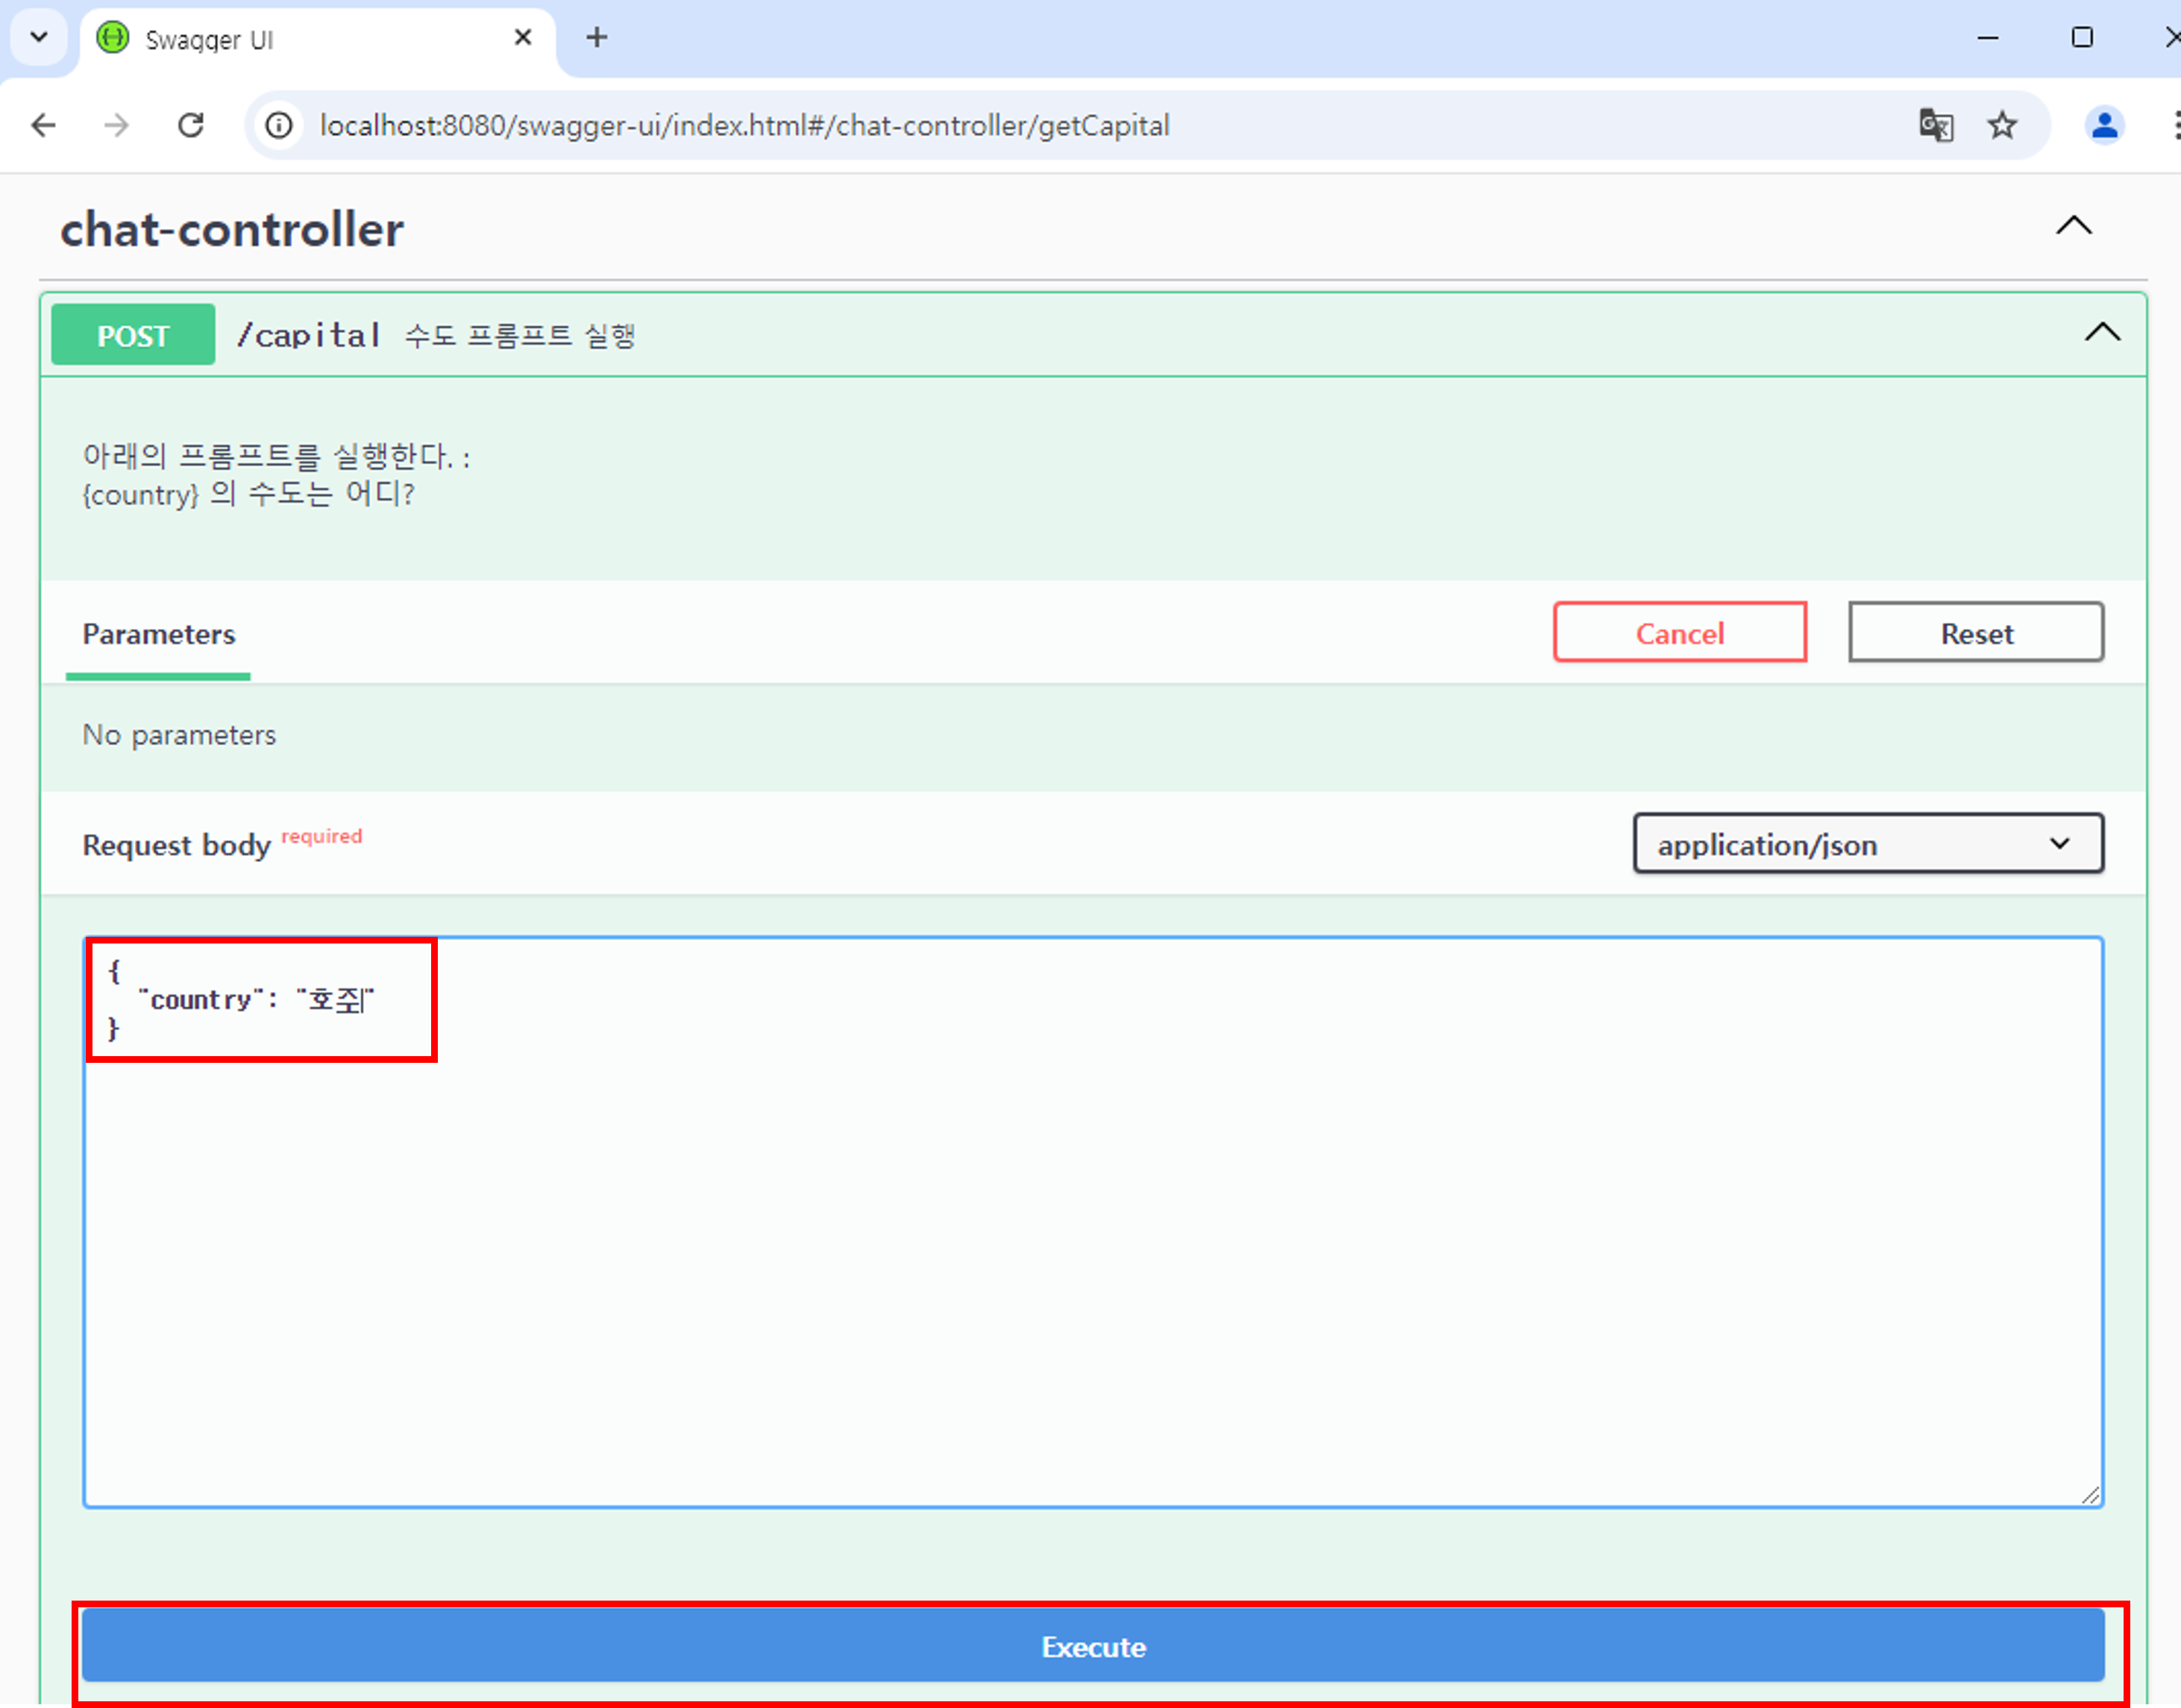 Swagger UI
localhost:8080/swagger-ui/index.html#/chat-controller/getCapital
chat-controller
POST /capital 수도 프롬프트 실행
아래의 프롬프트를 실행한다. :
{country} 의 수도는 어디?
Parameters Cancel Reset
No parameters
Request body required application/json
{
"country": "호주"
}
Execute